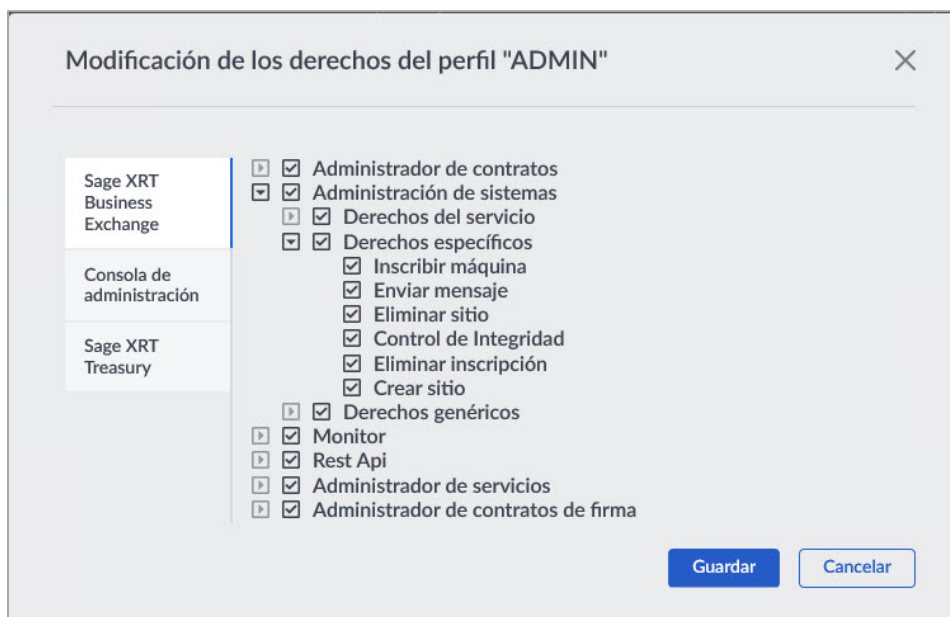 Modificación de los derechos del perfil "ADMIN"
Sage XRT
Business
Exchange
Consola de
administración
Sage XRT
Treasury
Administrador de contratos
Administración de sistemas
Derechos del servicio
Derechos específicos
Inscribir máquina
Enviar mensaje
Eliminar sitio
Control de Integridad
Eliminar inscripción
Crear sitio
Derechos genéricos
Monitor
Rest Api
Administrador de servicios
Administrador de contratos de firma
Guardar
Cancelar